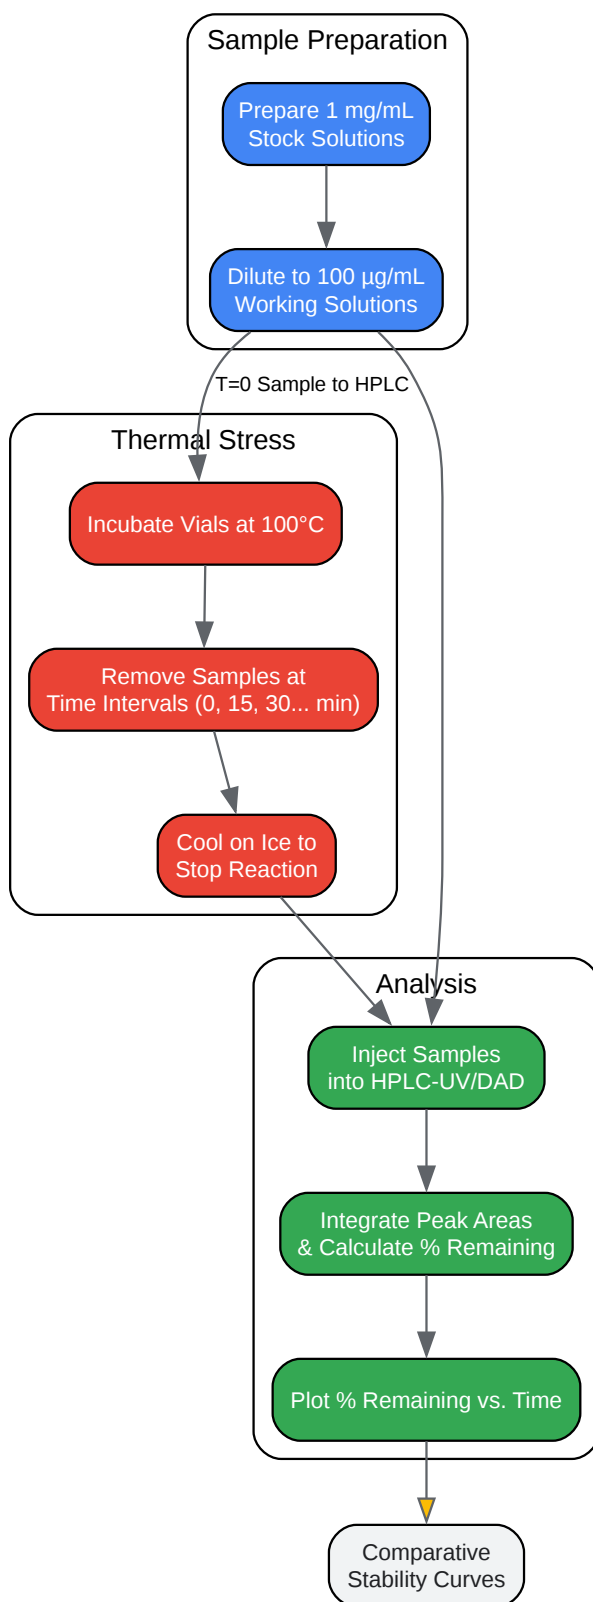 Sample Preparation
Prepare 1 mg/mL
Stock Solutions
Dilute to 100 µg/mL
Working Solutions
T=0 Sample to HPLC
Thermal Stress
Incubate Vials at 100°C
Remove Samples at
Time Intervals (0, 15, 30... min)
Cool on Ice to
Stop Reaction
Analysis
Inject Samples
into HPLC-UV/DAD
Integrate Peak Areas
& Calculate % Remaining
Plot % Remaining vs. Time
Comparative
Stability Curves